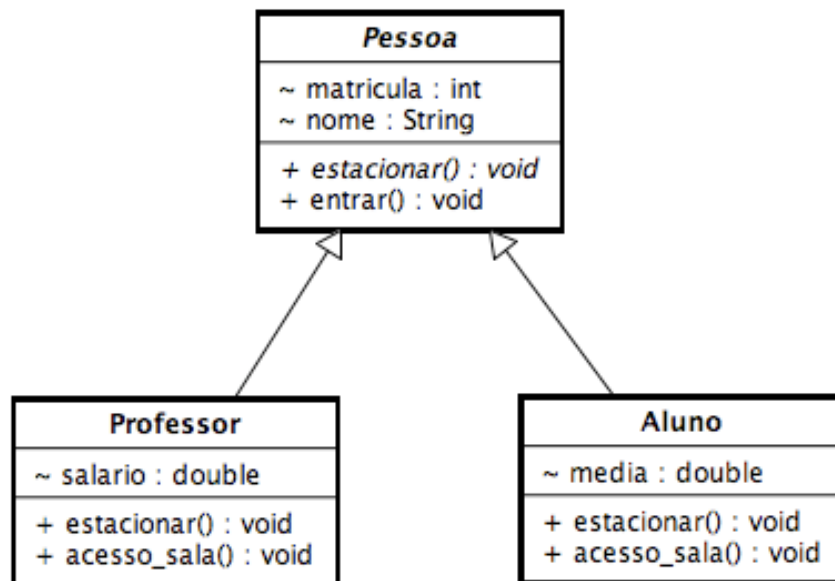 Pessoa
~ matricula : int
~ nome : String
+ estacionar() : void
+ entrar() : void
Professor
~ salario : double
+ estacionar() : void
+ acesso_sala() : void
Aluno
~ media : double
+ estacionar() : void
+ acesso_sala() : void